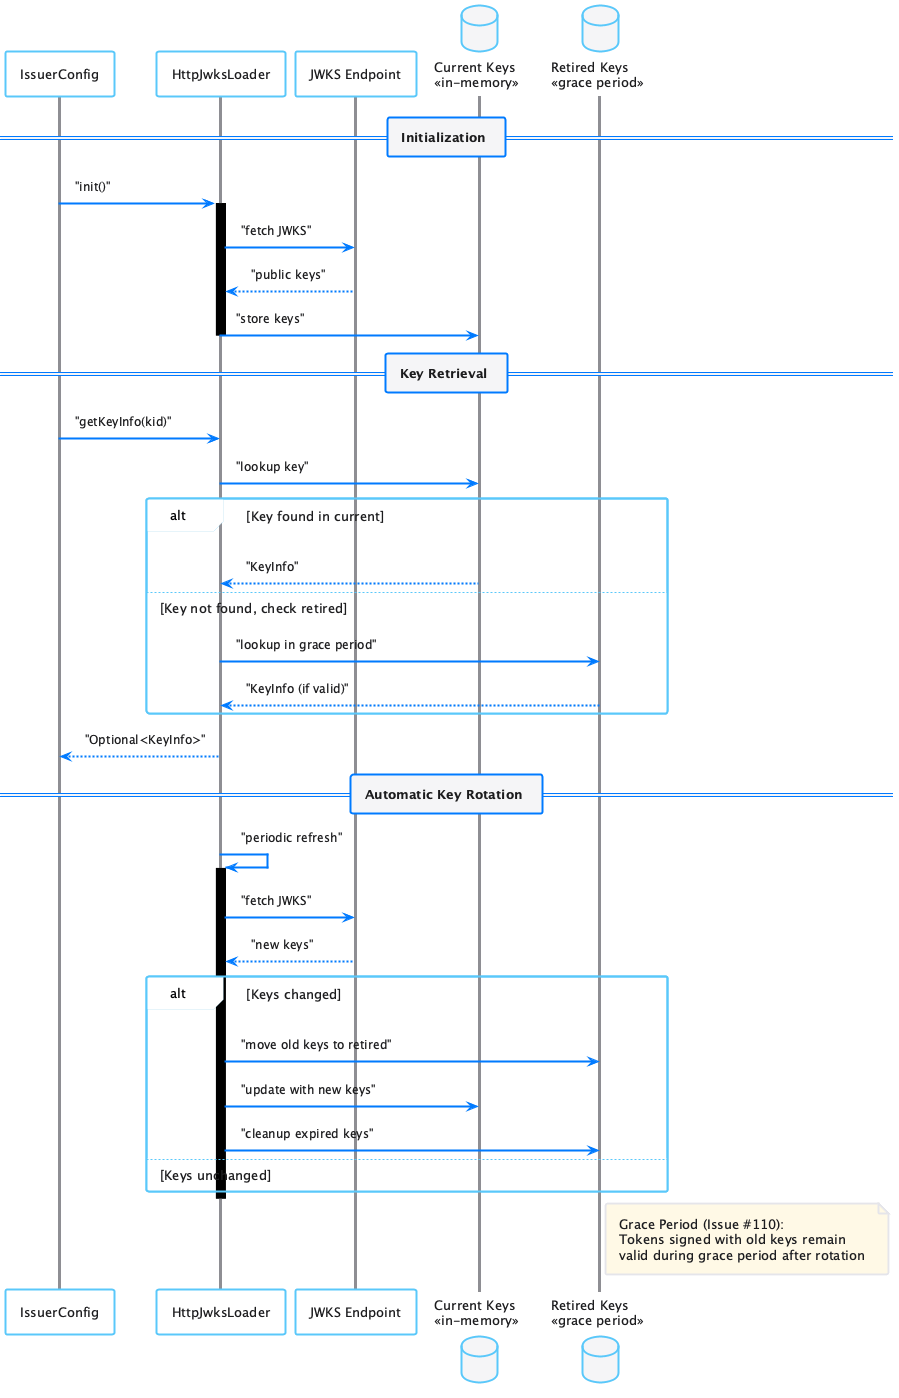 IssuerConfig
HttpJwksLoader
JWKS Endpoint
Current Keys
«in-memory»
Retired Keys
«grace period»
Initialization
"init()"
"fetch JWKS"
"public keys"
"store keys"
Key Retrieval
"getKeyInfo(kid)"
"lookup key"
alt
[Key found in current]
"KeyInfo"
[Key not found, check retired]
"lookup in grace period"
"KeyInfo (if valid)"
"Optional<KeyInfo>"
Automatic Key Rotation
"periodic refresh"
"fetch JWKS"
"new keys"
alt
[Keys changed]
"move old keys to retired"
"update with new keys"
"cleanup expired keys"
[Keys unchanged]
Grace Period (Issue #110):
Tokens signed with old keys remain
valid during grace period after rotation
IssuerConfig
HttpJwksLoader
JWKS Endpoint
Current Keys
«in-memory»
Retired Keys
«grace period»